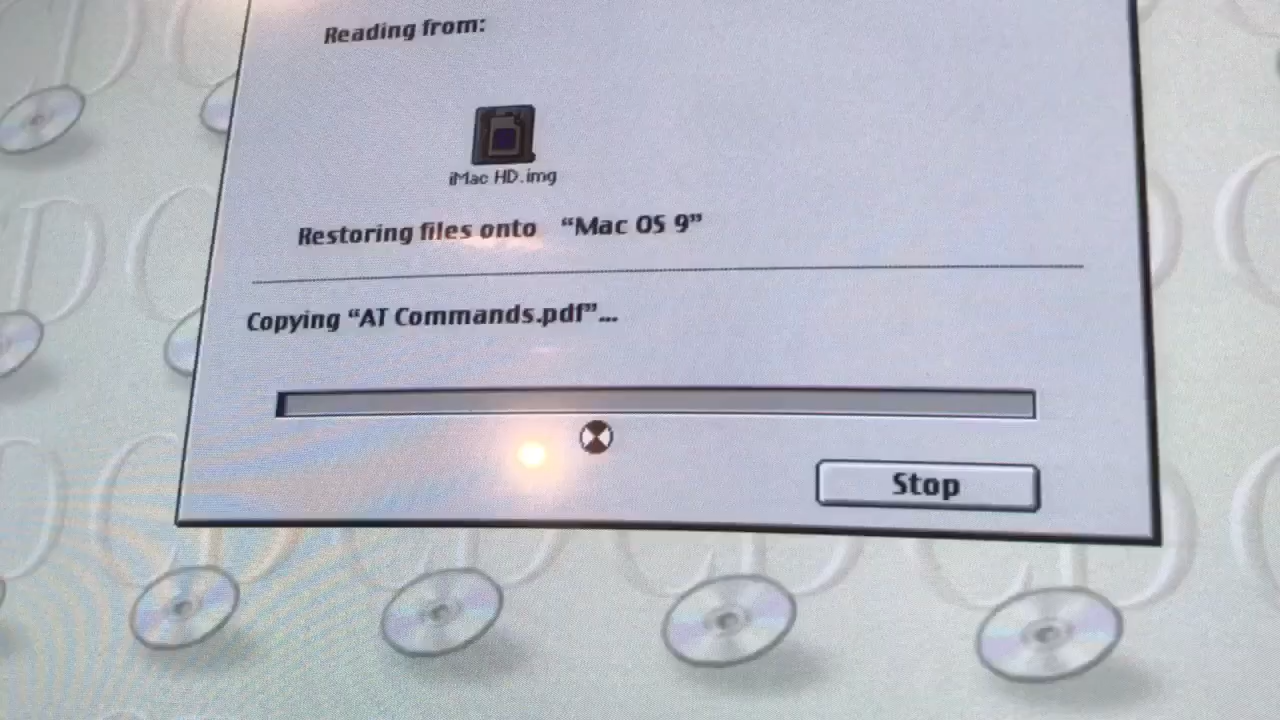 Reading from:
iMac HD.img
Restoring files onto “Mac OS 9”
Copying “AT Commands.pdf”...
Stop